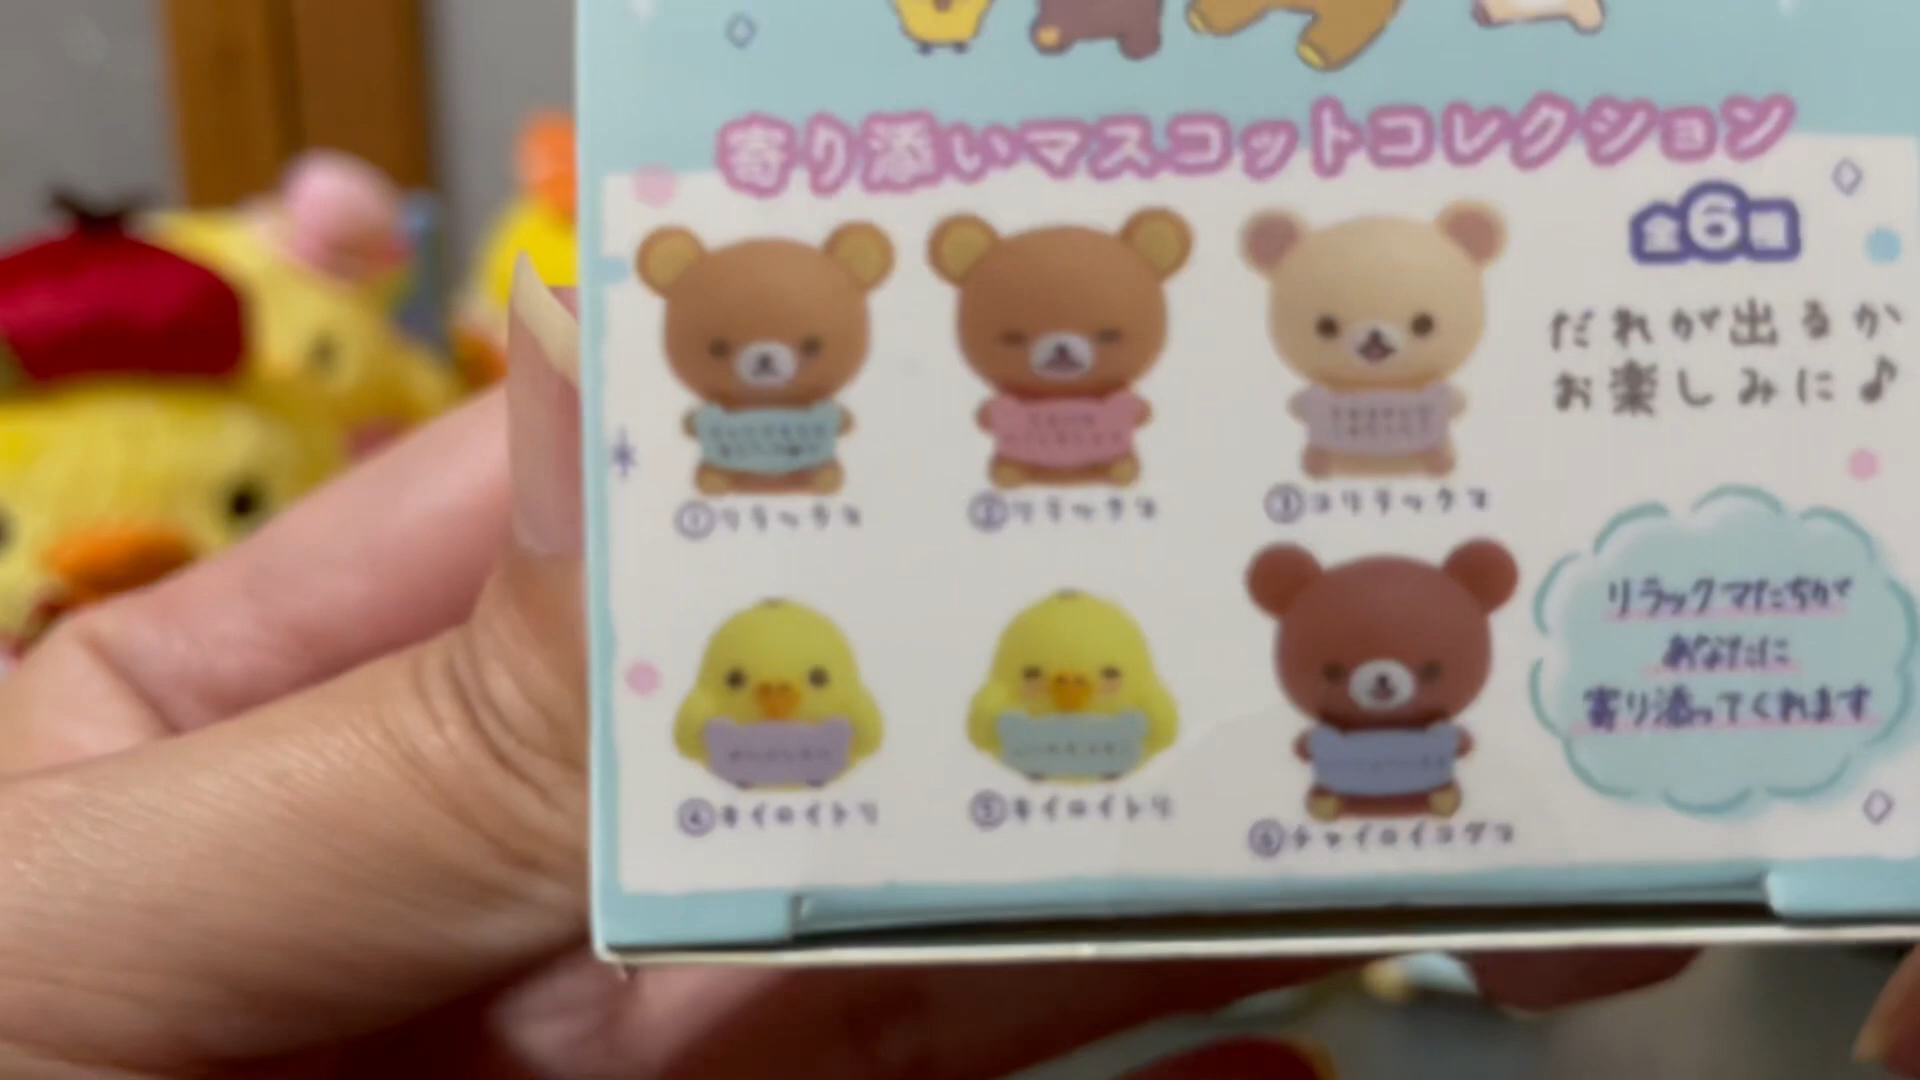 寄り添いマスコットコレクション
全6種
だれが出るか
お楽しみに♪
①リラックマ
②リラックマ
③コリラックマ
④キイロイトリ
⑤キイロイトリ
⑥チャイロイコグマ
リラックマたちが
あなたに
寄り添ってくれます